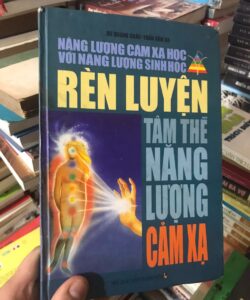 NĂNG LƯỢNG CẢM XẠ HỌC
VỚI NĂNG LƯỢNG SINH HỌC
RÈN LUYỆN
TÂM THỂ
NĂNG
LƯỢNG
CẢM XẠ